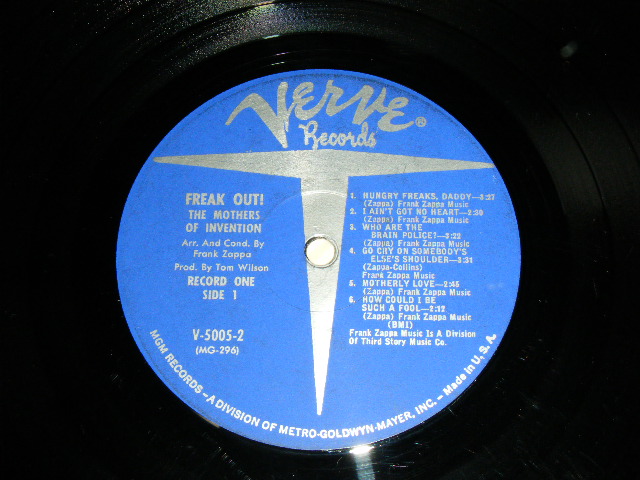 VERVE®
Records
FREAK OUT!
THE MOTHERS
OF INVENTION
Arr. And Cond. By
Frank Zappa
Prod. By Tom Wilson
RECORD ONE
SIDE 1
V-5005-2
(MG-296)
1. HUNGRY FREAKS, DADDY—3:27
(Zappa) Frank Zappa Music
2. I AIN'T GOT NO HEART—2:30
(Zappa) Frank Zappa Music
3. WHO ARE THE
BRAIN POLICE?—3:22
(Zappa) Frank Zappa Music
4. GO CRY ON SOMEBODY'S
ELSE'S SHOULDER—3:31
(Zappa-Collins)
Frank Zappa Music
5. MOTHERLY LOVE—2:45
(Zappa) Frank Zappa Music
6. HOW COULD I BE
SUCH A FOOL—2:12
(Zappa) Frank Zappa Music
(BMI)
Frank Zappa Music Is A Division
Of Third Story Music Co.
MGM RECORDS—A DIVISION OF METRO-GOLDWYN-MAYER, INC.—Made in U.S.A.